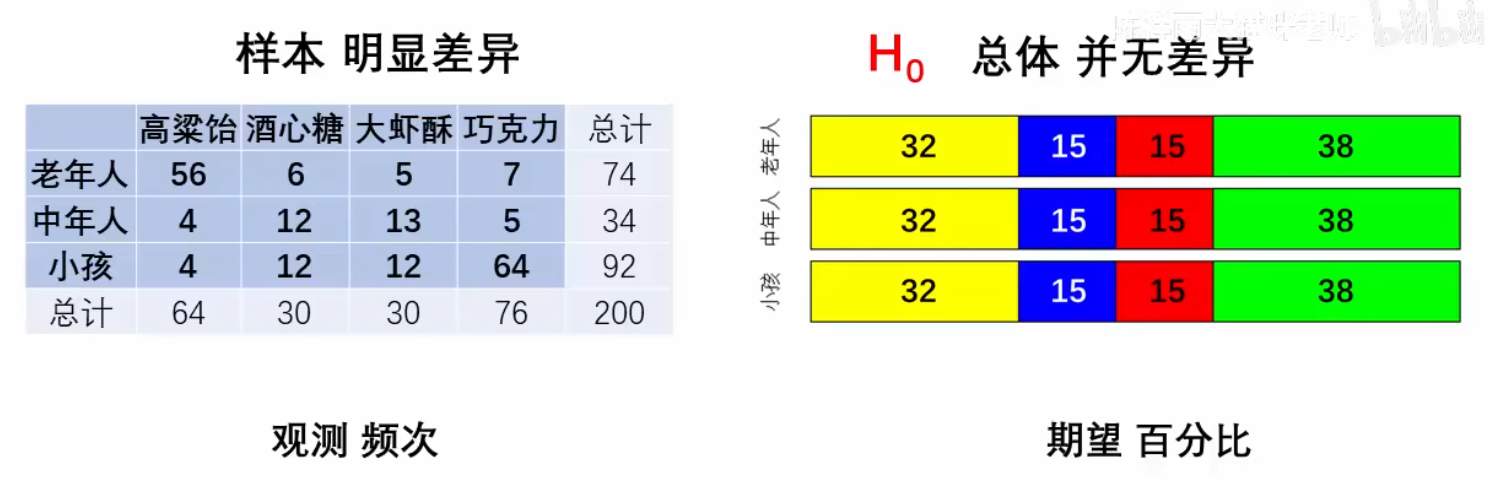 样本 明显差异
H0 总体 并无差异
高粱饴 酒心糖 大虾酥 巧克力 总计
老年人 56 6 5 7 74
中年人 4 12 13 5 34
小孩 4 12 12 64 92
总计 64 30 30 76 200
老年人 32 15 15 38
中年人 32 15 15 38
小孩 32 15 15 38
观测 频次
期望 百分比